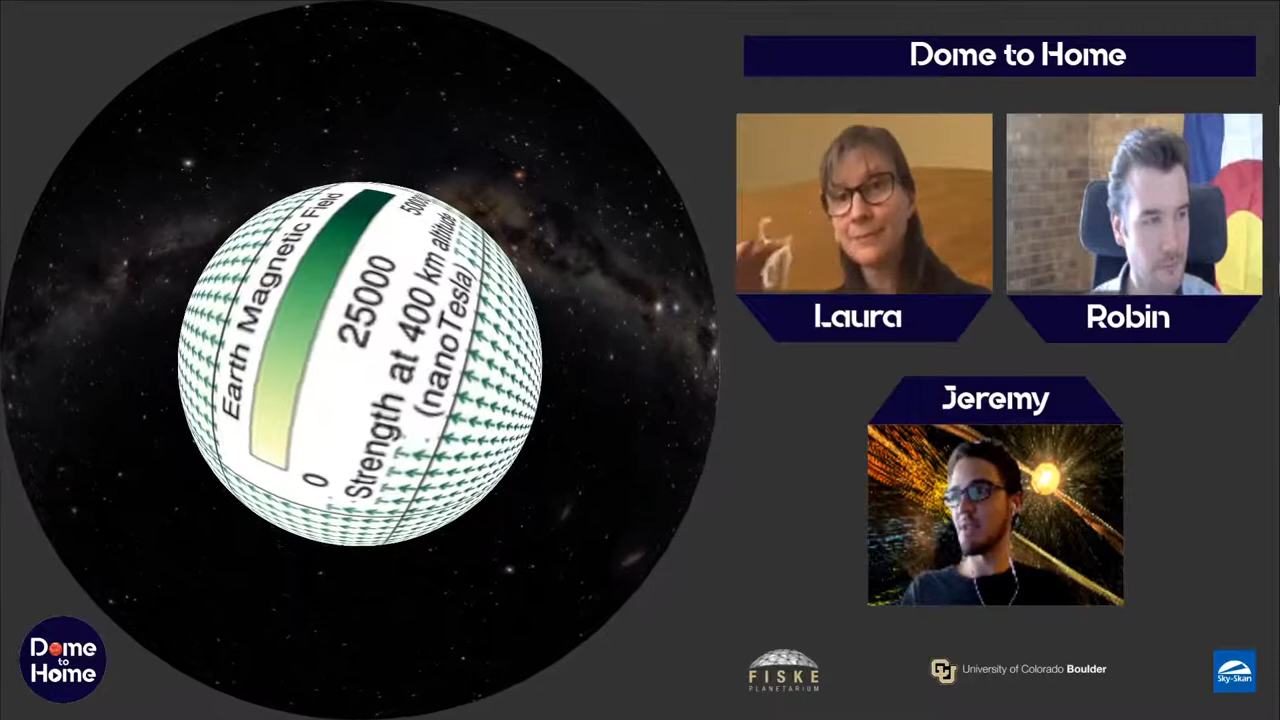 Dome to Home
Laura
Robin
Jeremy
Earth Magnetic Field
0
25000
Strength at 400 km altitude
(nanoTesla)
Dome
to
Home
FISKE
PLANETARIUM
CU
University of Colorado Boulder
Sky-Skan